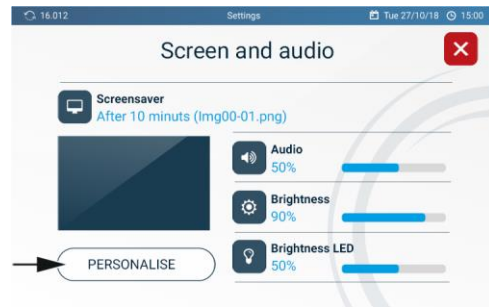 16.012 Settings Tue 27/10/18 15:00
Screen and audio
Screensaver
After 10 minuts (Img00-01.png)
Audio
50%
Brightness
90%
Brightness LED
50%
PERSONALISE